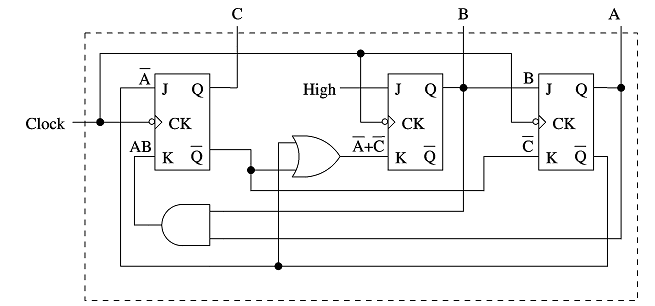 C B A
A̅ J Q High J Q B J Q
Clock CK CK CK
AB K Q̅ A̅+C̅ K Q̅ C̅ K Q̅